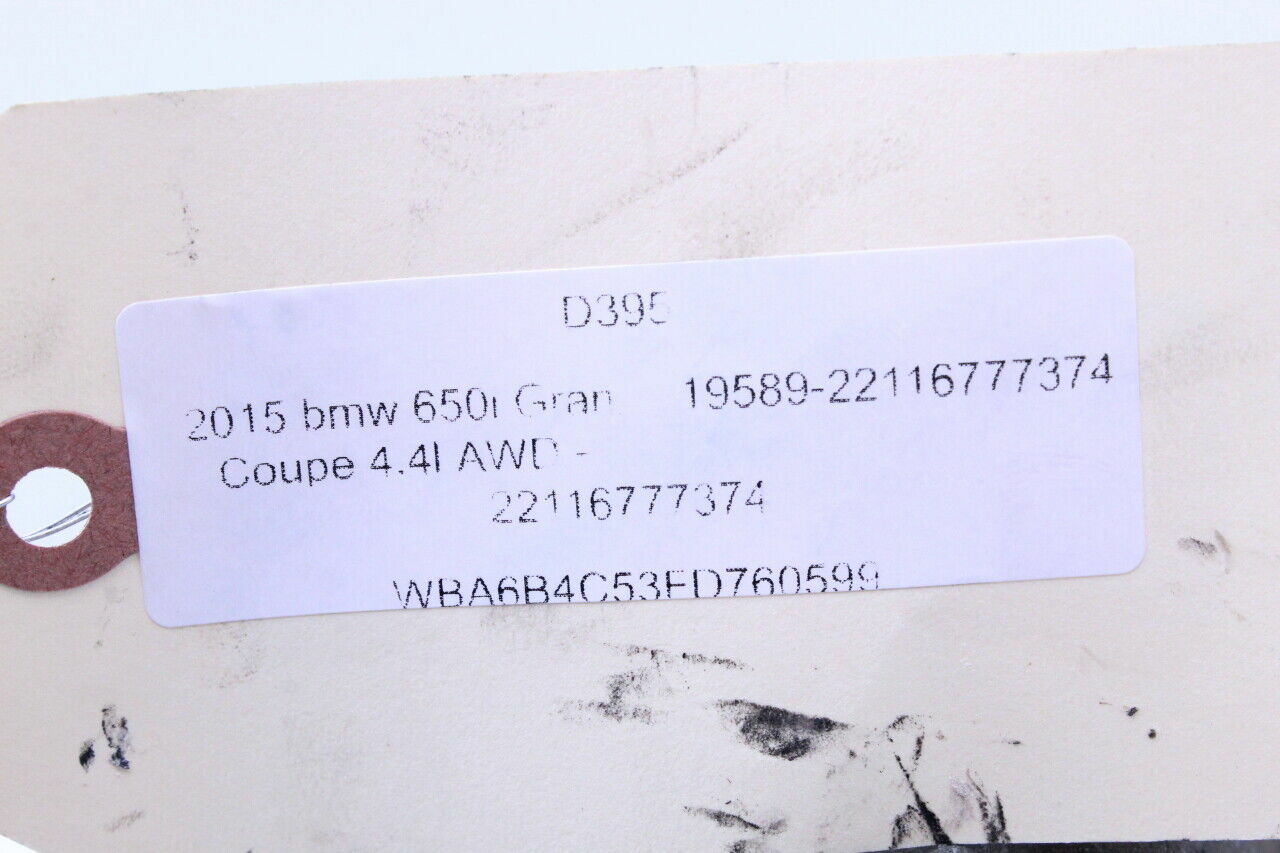 D395
2015 bmw 650i Gran 19589-22116777374
Coupe 4.4l AWD -
22116777374
WBA6B4C53FD760599